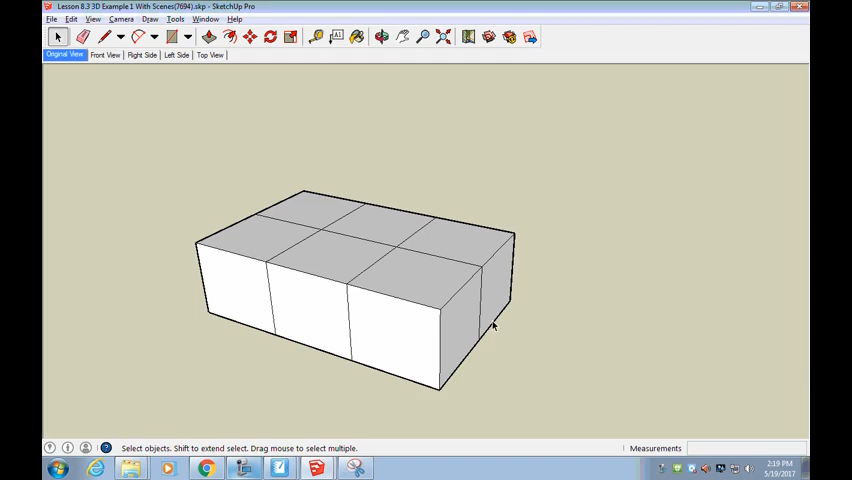 Lesson 8.3 3D Example 1 With Scenes(7694).skp - SketchUp Pro
File Edit View Camera Draw Tools Window Help
A1
Original View Front View Right Side Left Side Top View
Select objects. Shift to extend select. Drag mouse to select multiple.
Measurements
2:19 PM
5/19/2017